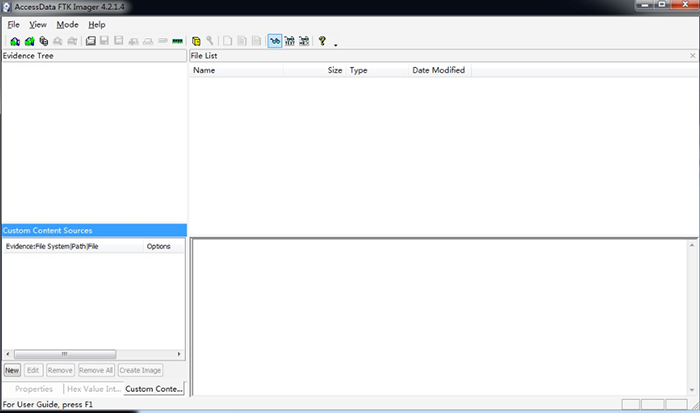 AccessData FTK Imager 4.2.1.4
File View Mode Help
Evidence Tree
File List
Name Size Type Date Modified
Custom Content Sources
Evidence:File System|Path|File Options
New Edit Remove Remove All Create Image
Properties Hex Value Int... Custom Conte...
For User Guide, press F1